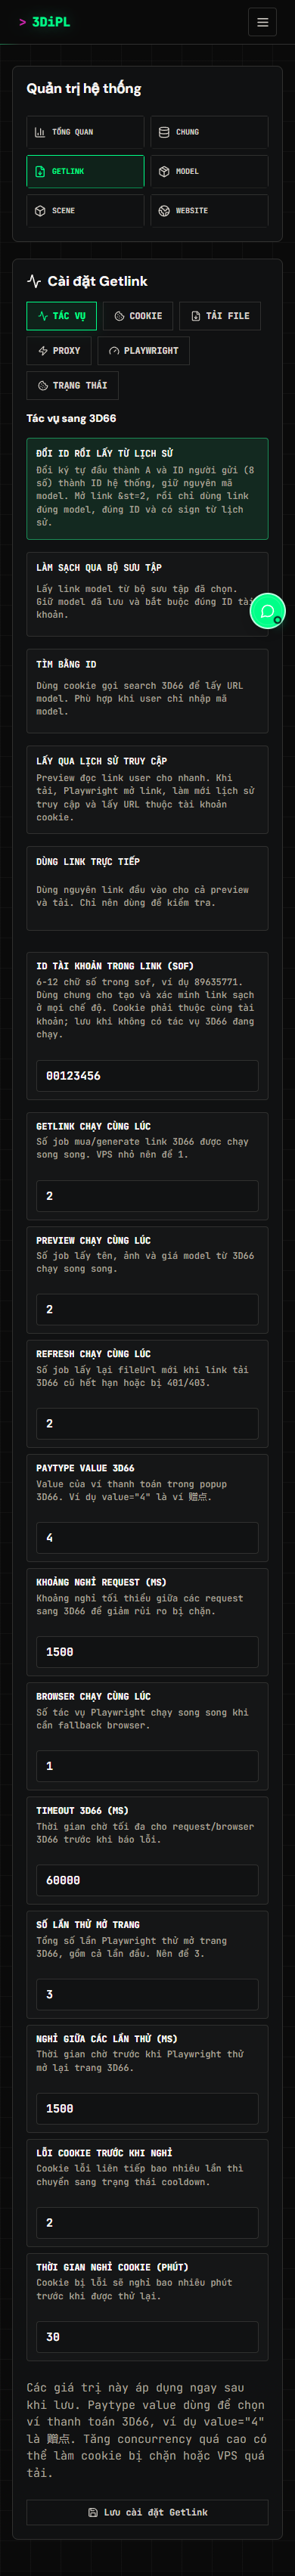 > 3DiPL
Quản trị hệ thống
TỔNG QUAN
CHUNG
GETLINK
MODEL
SCENE
WEBSITE
Cài đặt Getlink
TÁC VỤ
COOKIE
TẢI FILE
PROXY
PLAYWRIGHT
TRẠNG THÁI
Tác vụ sang 3D66
ĐỔI ID RỒI LẤY TỪ LỊCH SỬ
Đổi ký tự đầu thành A và ID người gửi (8
số) thành ID hệ thống, giữ nguyên mã
model. Mở link &st=2, rồi chỉ dùng link
đúng model, đúng ID và có sign từ lịch
sử.
LÀM SẠCH QUA BỘ SƯU TẬP
Lấy link model từ bộ sưu tập đã chọn.
Giữ model đã lưu và bắt buộc đúng ID tài
khoản.
TÌM BẰNG ID
Dùng cookie gọi search 3D66 để lấy URL
model. Phù hợp khi user chỉ nhập mã
model.
LẤY QUA LỊCH SỬ TRUY CẬP
Preview đọc link user cho nhanh. Khi
tải, Playwright mở link, làm mới lịch sử
truy cập và lấy URL thuộc tài khoản
cookie.
DÙNG LINK TRỰC TIẾP
Dùng nguyên link đầu vào cho cả preview
và tải. Chỉ nên dùng để kiểm tra.
ID TÀI KHOẢN TRONG LINK (SOF)
6-12 chữ số trong sof, ví dụ 89635771.
Dùng chung cho tạo và xác minh link sạch
ở mọi chế độ. Cookie phải thuộc cùng tài
khoản; lưu khi không có tác vụ 3D66 đang
chạy.
00123456
GETLINK CHẠY CÙNG LÚC
Số job mua/generate link 3D66 được chạy
song song. VPS nhỏ nên để 1.
2
PREVIEW CHẠY CÙNG LÚC
Số job lấy tên, ảnh và giá model từ 3D66
chạy song song.
2
REFRESH CHẠY CÙNG LÚC
Số job lấy lại fileUrl mới khi link tải
3D66 cũ hết hạn hoặc bị 401/403.
2
PAYTYPE VALUE 3D66
Value của ví thanh toán trong popup
3D66. Ví dụ value="4" là ví 赠点.
4
KHOẢNG NGHỈ REQUEST (MS)
Khoảng nghỉ tối thiểu giữa các request
sang 3D66 để giảm rủi ro bị chặn.
1500
BROWSER CHẠY CÙNG LÚC
Số tác vụ Playwright chạy song song khi
cần fallback browser.
1
TIMEOUT 3D66 (MS)
Thời gian chờ tối đa cho request/browser
3D66 trước khi báo lỗi.
60000
SỐ LẦN THỬ MỞ TRANG
Tổng số lần Playwright thử mở trang
3D66, gồm cả lần đầu. Nên để 3.
3
NGHỈ GIỮA CÁC LẦN THỬ (MS)
Thời gian chờ trước khi Playwright thử
mở lại trang 3D66.
1500
LỖI COOKIE TRƯỚC KHI NGHỈ
Cookie lỗi liên tiếp bao nhiêu lần thì
chuyển sang trạng thái cooldown.
2
THỜI GIAN NGHỈ COOKIE (PHÚT)
Cookie bị lỗi sẽ nghỉ bao nhiêu phút
trước khi được thử lại.
30
Các giá trị này áp dụng ngay sau
khi lưu. Paytype value dùng để chọn
ví thanh toán 3D66, ví dụ value="4"
là 赠点. Tăng concurrency quá cao có
thể làm cookie bị chặn hoặc VPS quá
tải.
Lưu cài đặt Getlink